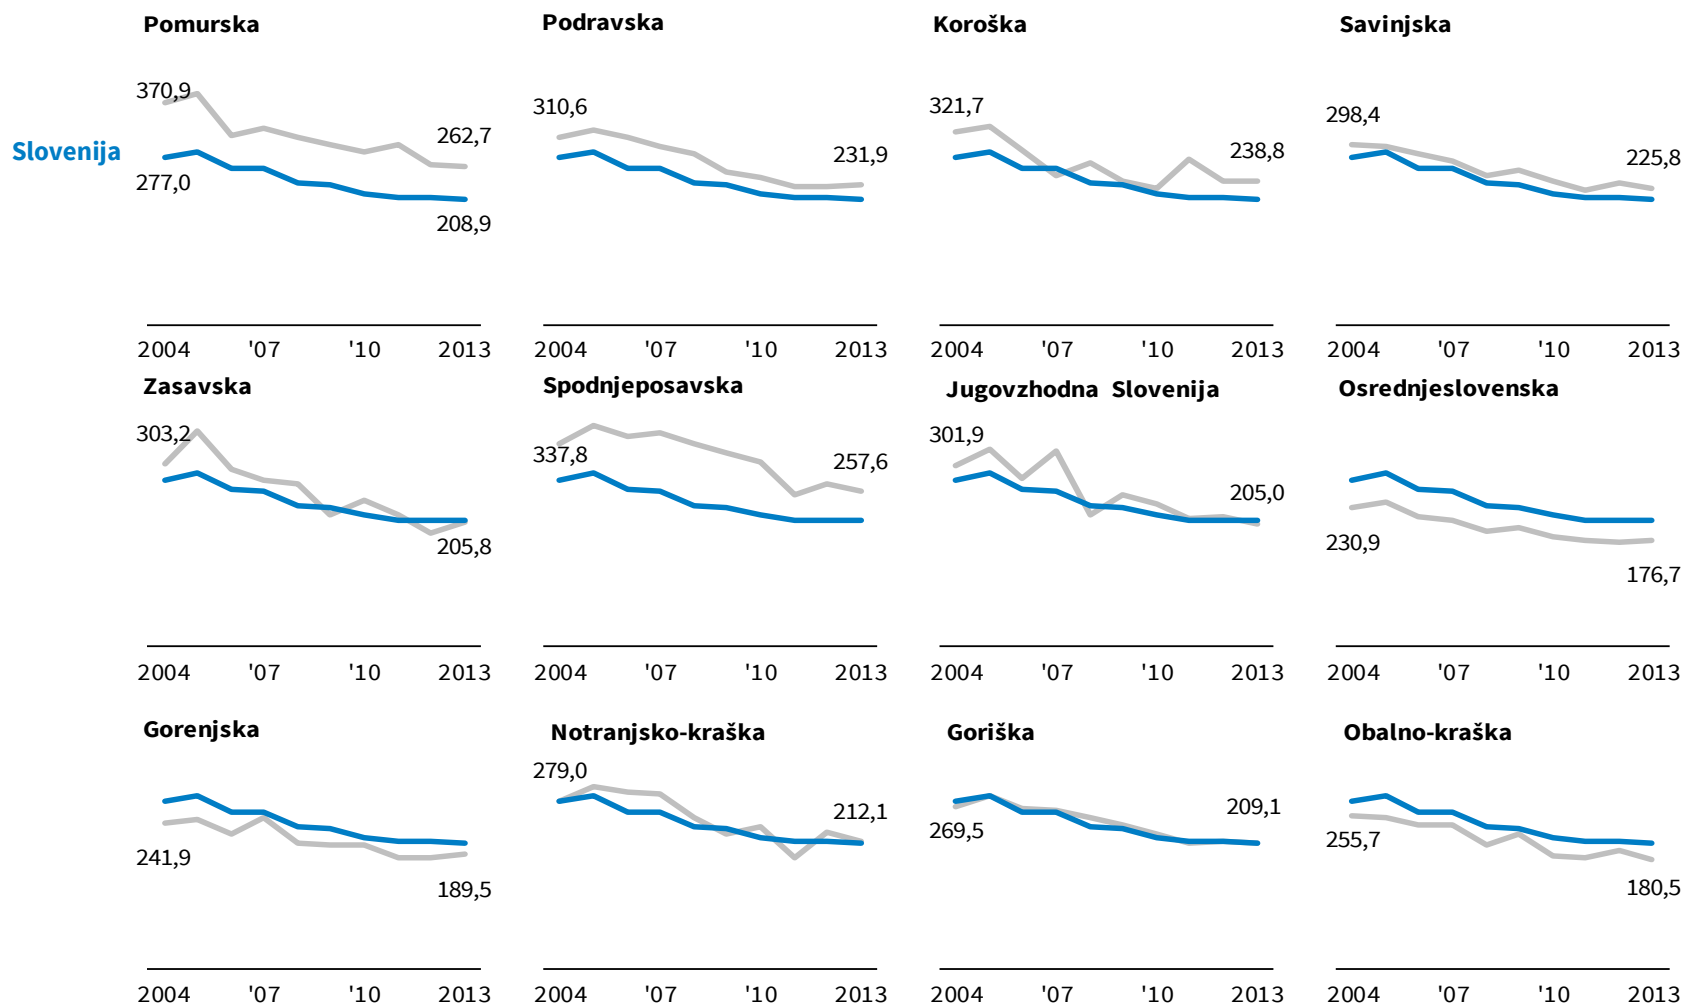 Pomurska
Podravska
Koroška
Savinjska
370,9
310,6
321,7
298,4
262,7
231,9
238,8
225,8
Slovenija
277,0
208,9
2004 '07 '10 2013
2004 '07 '10 2013
2004 '07 '10 2013
2004 '07 '10 2013
Zasavska
Spodnjeposavska
Jugovzhodna Slovenija
Osrednjeslovenska
303,2
337,8
301,9
230,9
205,8
257,6
205,0
176,7
2004 '07 '10 2013
2004 '07 '10 2013
2004 '07 '10 2013
2004 '07 '10 2013
Gorenjska
Notranjsko-kraška
Goriška
Obalno-kraška
241,9
279,0
269,5
255,7
189,5
212,1
209,1
180,5
2004 '07 '10 2013
2004 '07 '10 2013
2004 '07 '10 2013
2004 '07 '10 2013